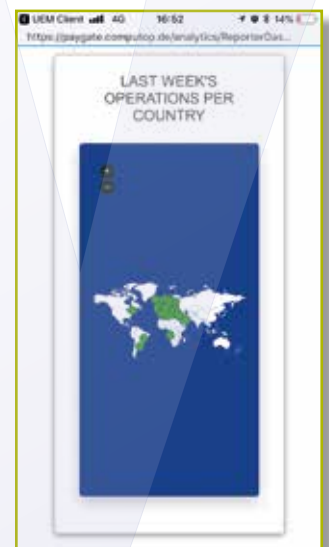 UEM Client 4G 16:52 14%
https://paygate.computop.de/analytics/ReporterDas...
LAST WEEK'S
OPERATIONS PER
COUNTRY
+
−